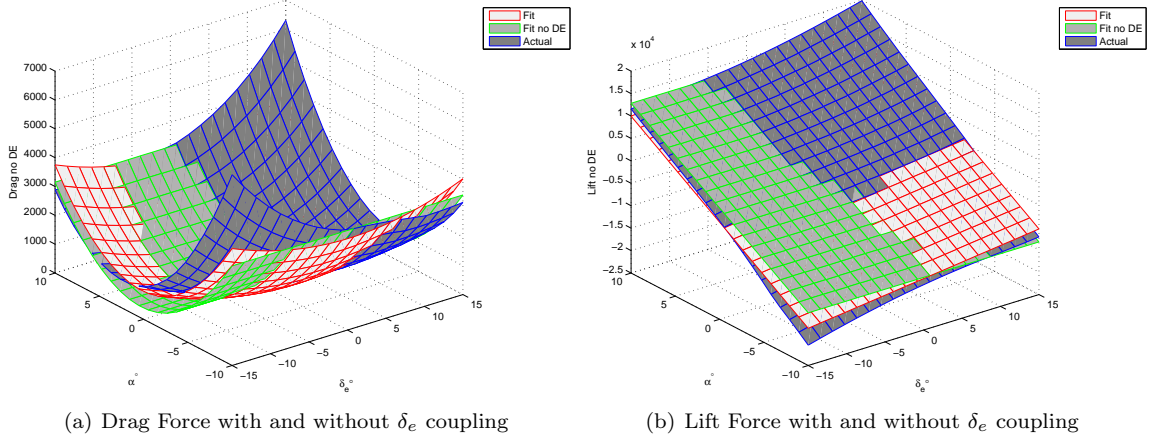 Fit
Fit no DE
Actual
7000
6000
5000
4000
3000
2000
1000
0
Drag no DE
10
5
0
−5
−10
α°
−15
−10
−5
0
5
10
15
δe°
(a) Drag Force with and without δe coupling
Fit
Fit no DE
Actual
x 10^4
2
1.5
1
0.5
0
−0.5
−1
−1.5
−2
−2.5
Lift no DE
10
5
0
−5
−10
α°
−15
−10
−5
0
5
10
15
δe°
(b) Lift Force with and without δe coupling